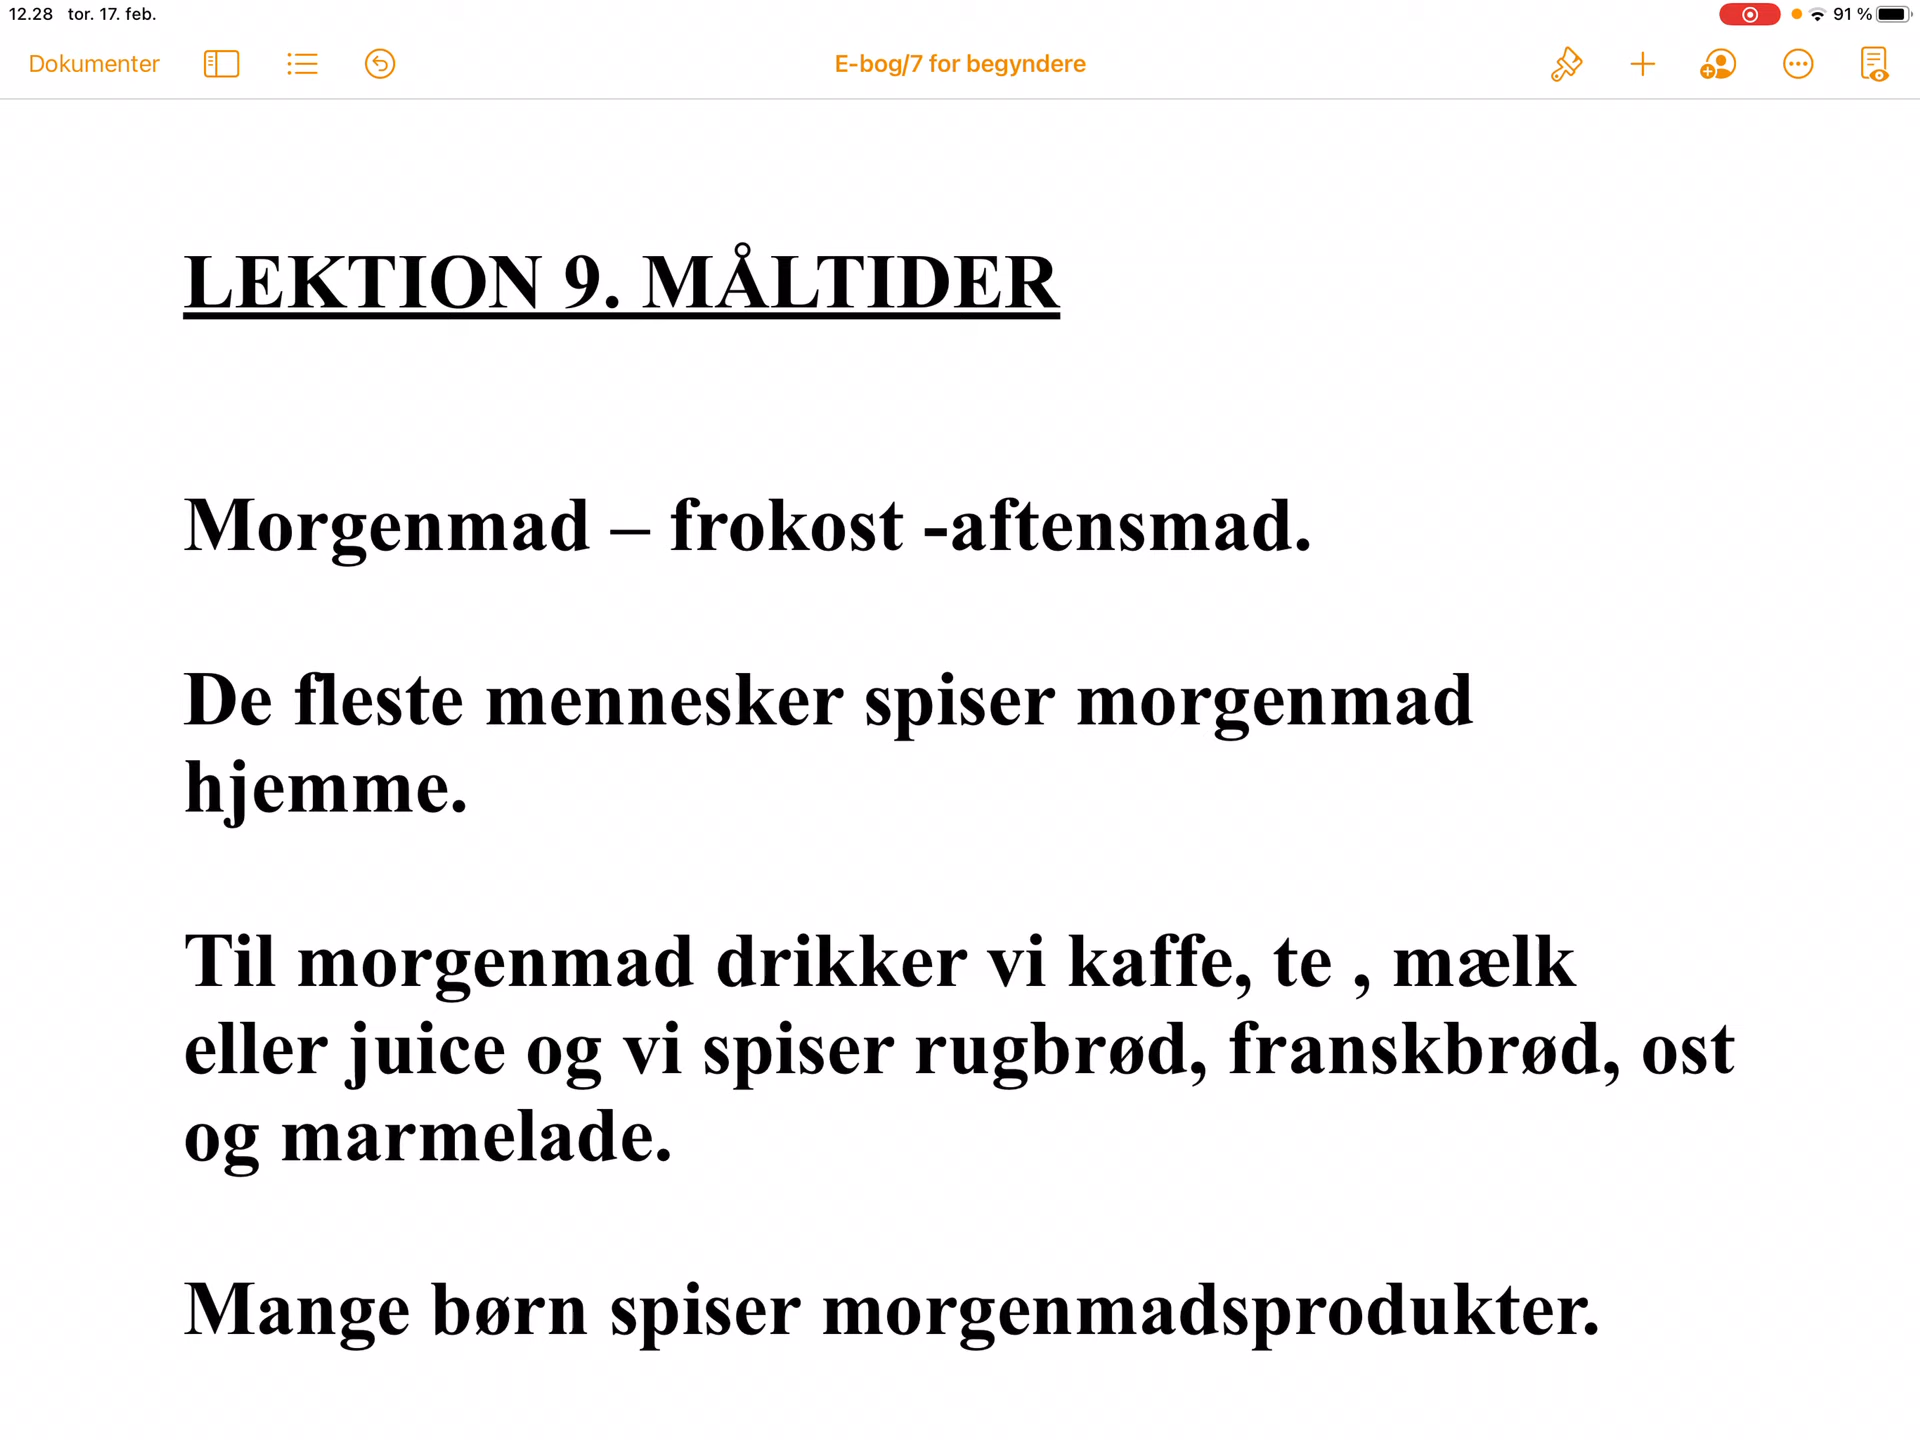 12.28 tor. 17. feb.
91 %
Dokumenter
E-bog/7 for begyndere
LEKTION 9. MÅLTIDER
Morgenmad – frokost -aftensmad.
De fleste mennesker spiser morgenmad
hjemme.
Til morgenmad drikker vi kaffe, te , mælk
eller juice og vi spiser rugbrød, franskbrød, ost
og marmelade.
Mange børn spiser morgenmadsprodukter.